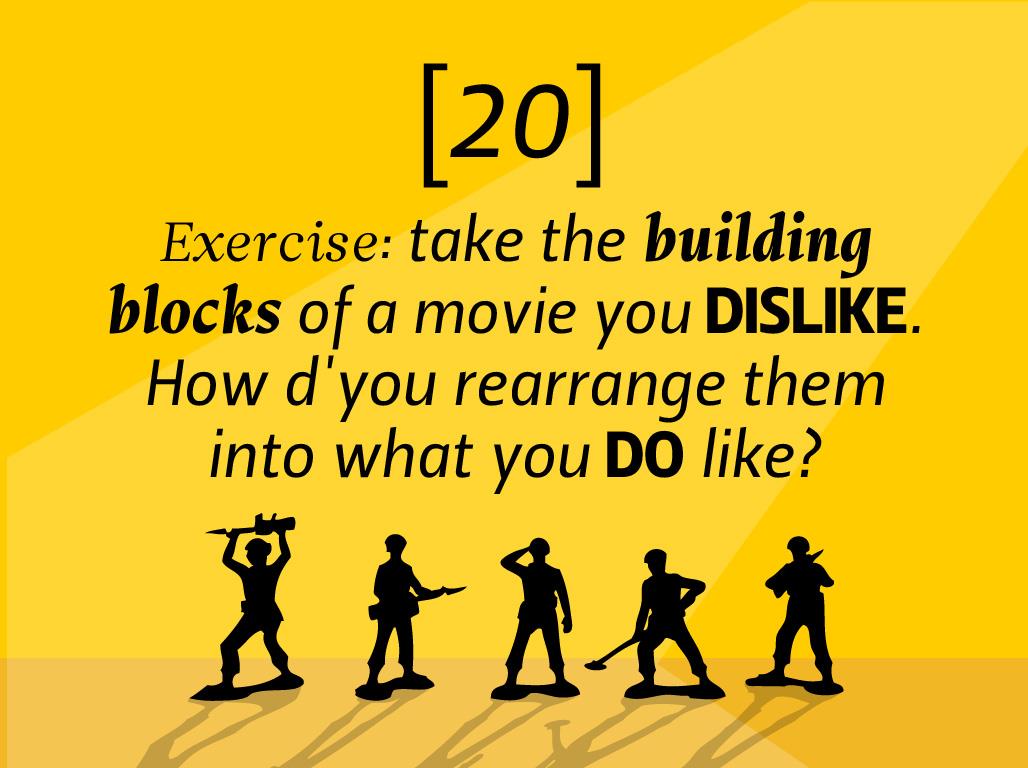 [20]
Exercise: take the building
blocks of a movie you DISLIKE.
How d'you rearrange them
into what you DO like?